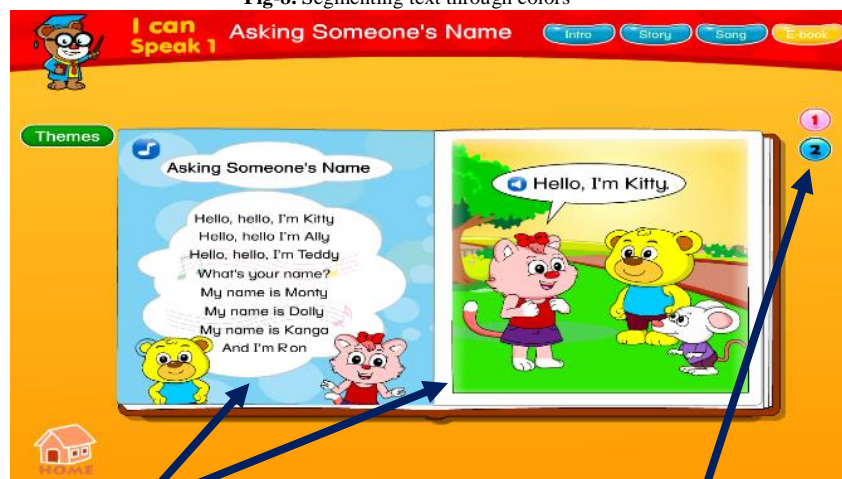 Fig-8. Segmenting text through colors
I can
Speak 1
Asking Someone's Name
Intro
Story
Song
E-book
Themes
1
2
Asking Someone's Name
Hello, hello, I'm Kitty
Hello, hello I'm Ally
Hello, hello, I'm Teddy
What's your name?
My name is Monty
My name is Dolly
My name is Kanga
And I'm Ron
Hello, I'm Kitty.
HOME